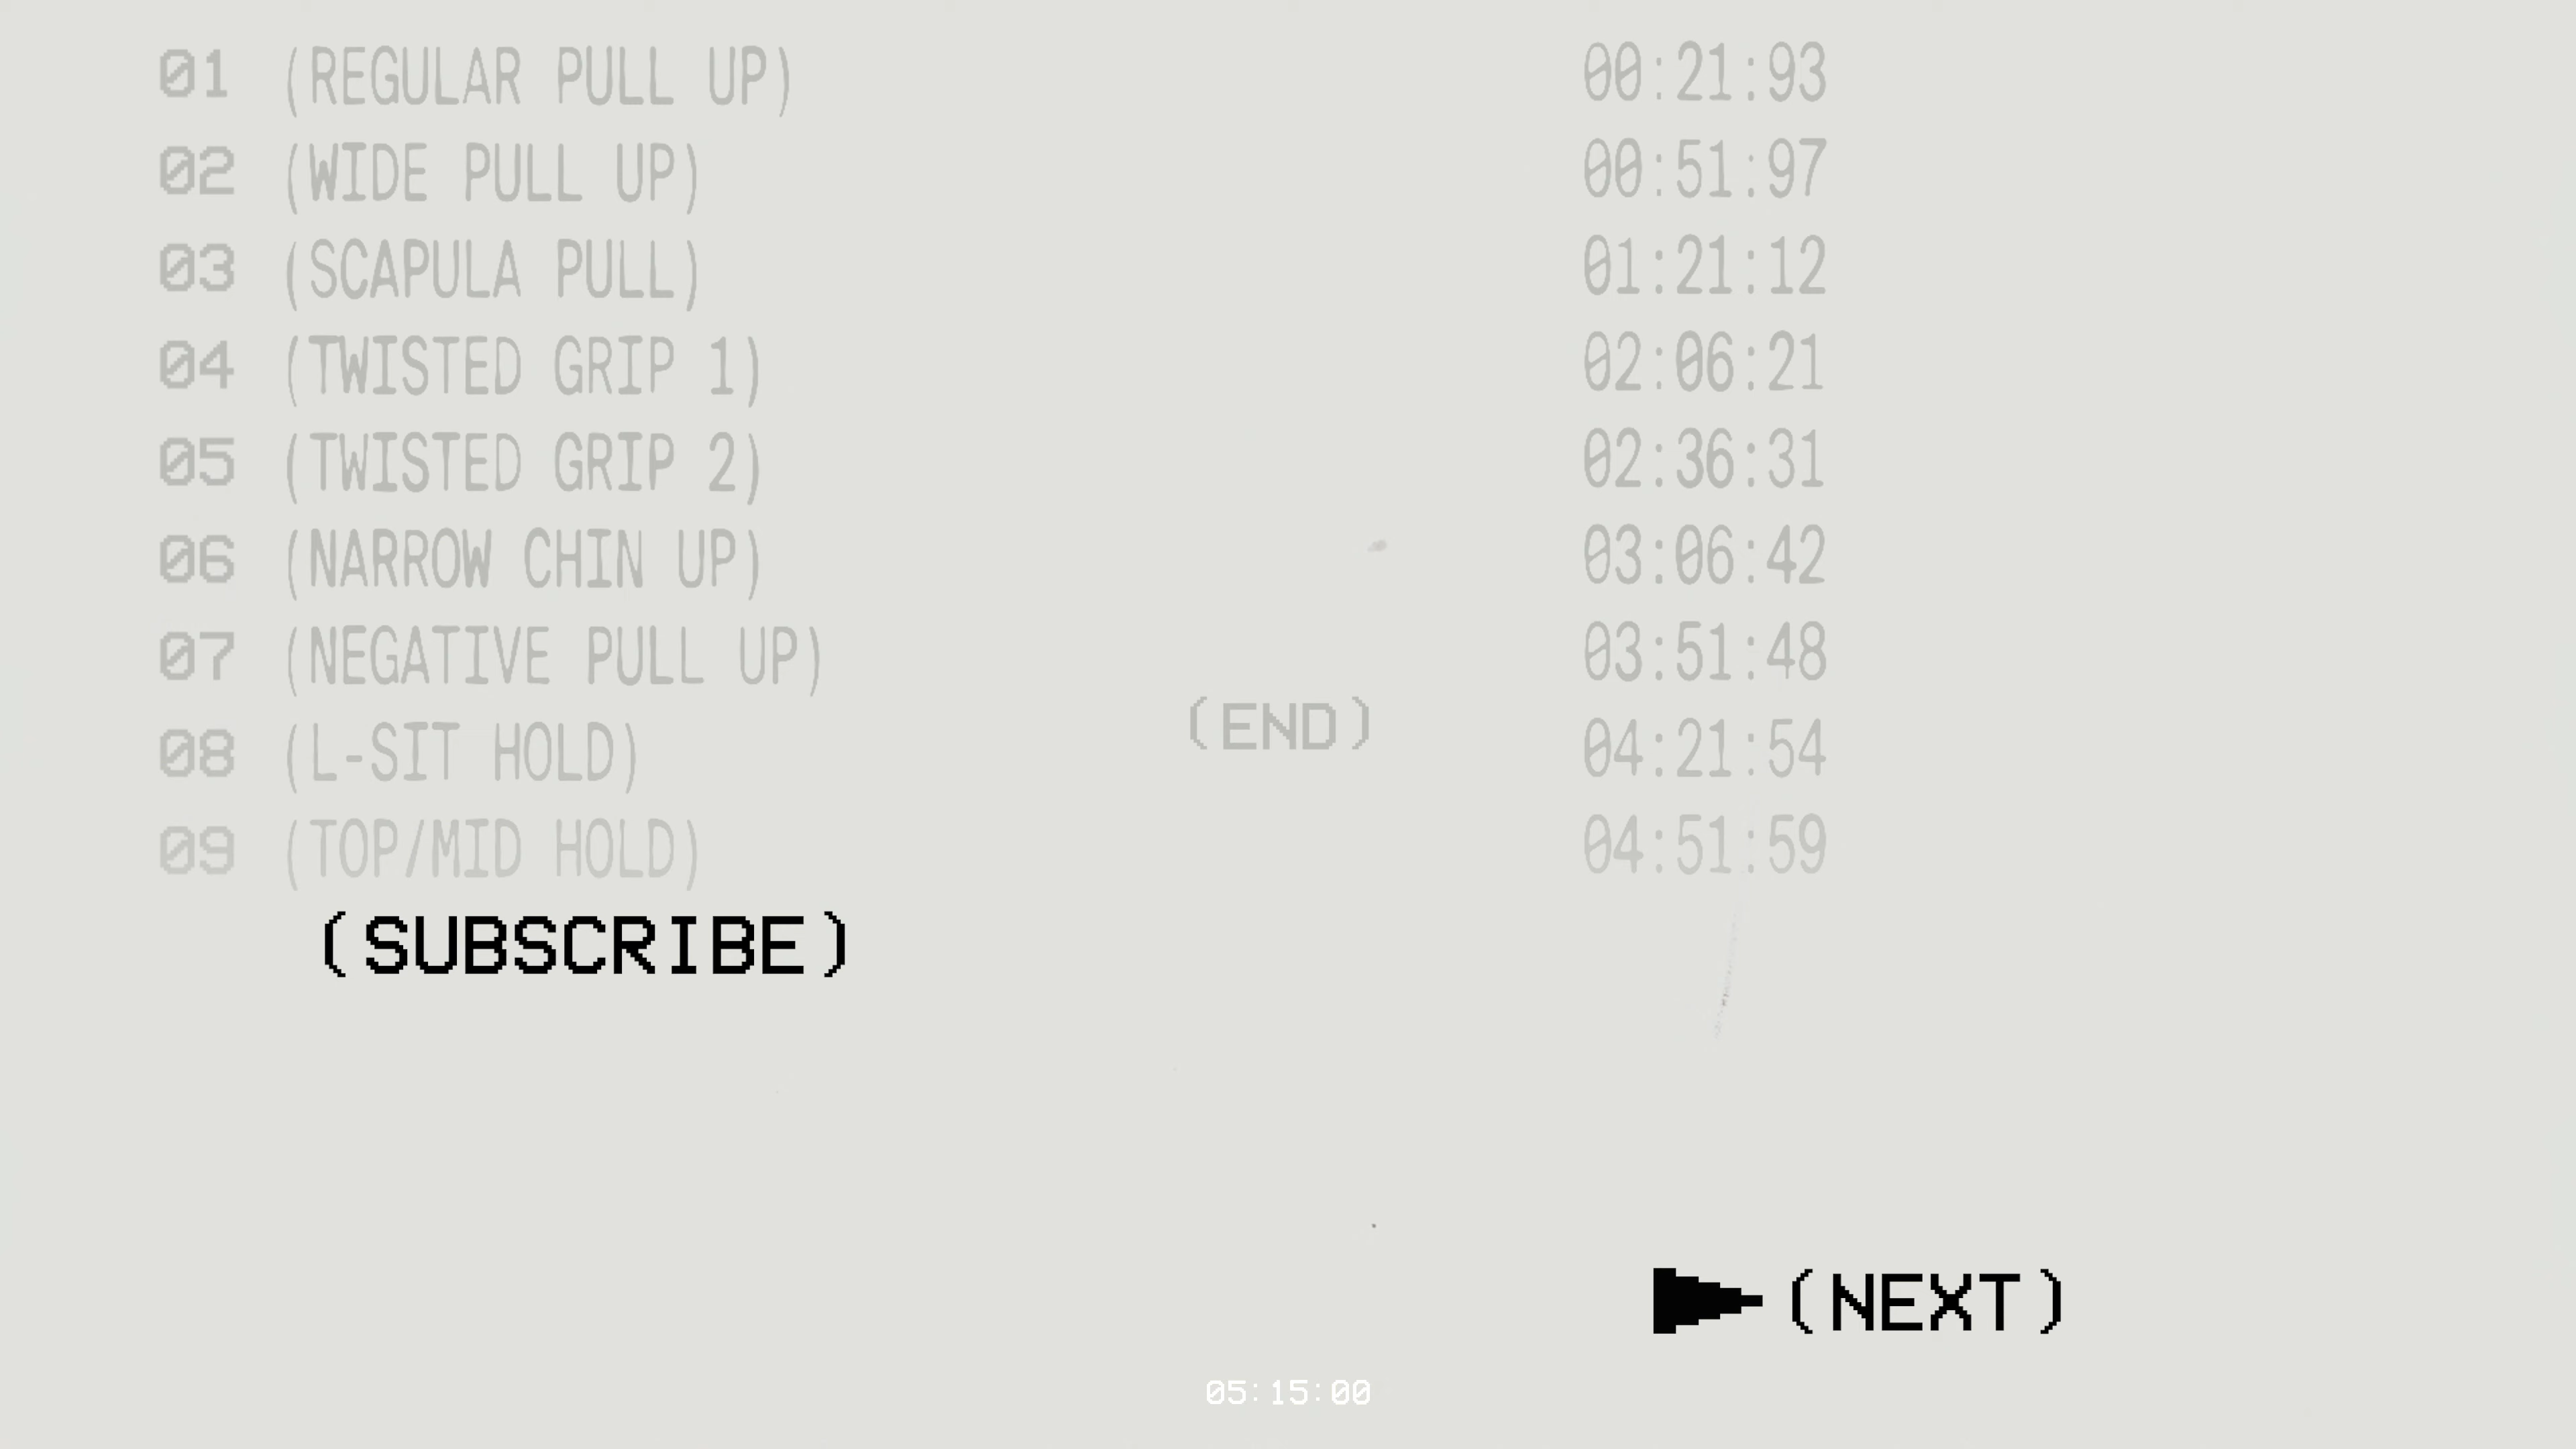 01 (REGULAR PULL UP) 00:21:93
02 (WIDE PULL UP) 00:51:97
03 (SCAPULA PULL) 01:21:12
04 (TWISTED GRIP 1) 02:06:21
05 (TWISTED GRIP 2) 02:36:31
06 (NARROW CHIN UP) 03:06:42
07 (NEGATIVE PULL UP) 03:51:48
(END)
08 (L-SIT HOLD) 04:21:54
09 (TOP/MID HOLD) 04:51:59
(SUBSCRIBE)
(NEXT)
05:15:00